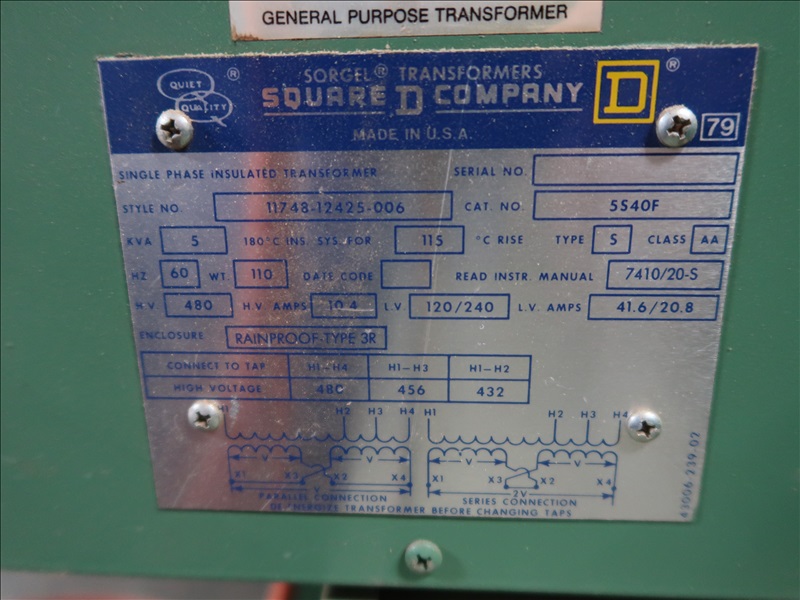 GENERAL PURPOSE TRANSFORMER
QUIET QUALITY ®
SORGEL® TRANSFORMERS
SQUARE D COMPANY D ®
MADE IN U.S.A. 79
SINGLE PHASE INSULATED TRANSFORMER SERIAL NO.
STYLE NO. 11748-12425-006 CAT. NO. 5S40F
KVA 5 180°C INS. SYS. FOR 115 °C RISE TYPE S CLASS AA
HZ 60 WT 110 DATE CODE READ INSTR. MANUAL 7410/20-S
H.V. 480 H.V. AMPS 10.4 L.V. 120/240 L.V. AMPS 41.6/20.8
ENCLOSURE RAINPROOF-TYPE 3R
CONNECT TO TAP H1-H4 H1-H3 H1-H2
HIGH VOLTAGE 480 456 432
H1 H2 H3 H4 H1 H2 H3 H4
V V V V
X1 X3 X2 X4 X1 X3 X2 X4
V 2V
PARALLEL CONNECTION SERIES CONNECTION
DE-ENERGIZE TRANSFORMER BEFORE CHANGING TAPS
43006-239-02